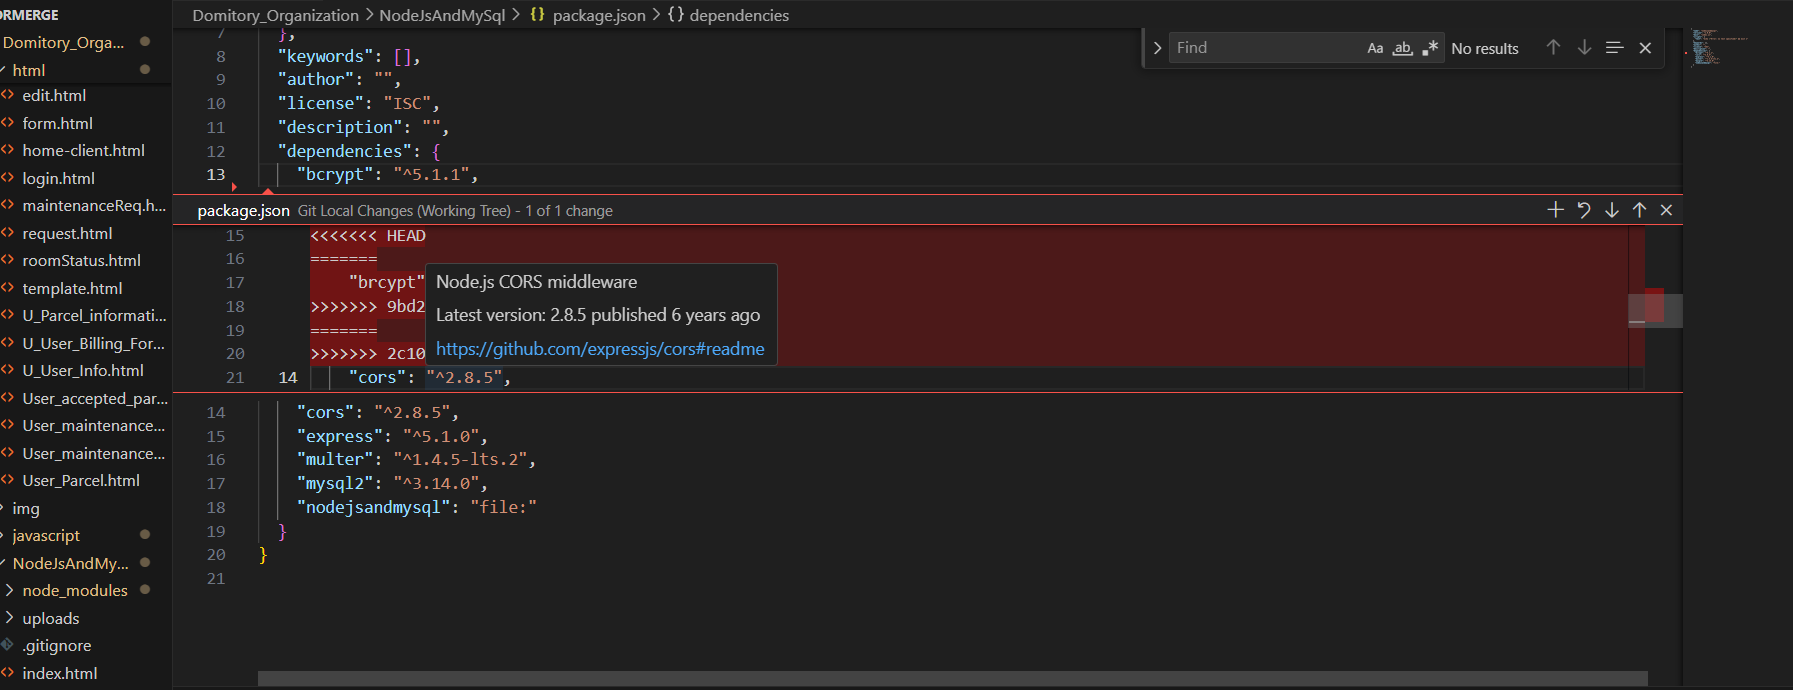 ORMERGE
Domitory_Orga...
html
edit.html
form.html
home-client.html
login.html
maintenanceReq.h...
request.html
roomStatus.html
template.html
U_Parcel_informati...
U_User_Billing_For...
U_User_Info.html
User_accepted_par...
User_maintenance...
User_maintenance...
User_Parcel.html
img
javascript
NodeJsAndMy...
node_modules
uploads
.gitignore
index.html
Domitory_Organization > NodeJsAndMySql > {} package.json > {} dependencies
Find Aa ab .* No results
7 },
8 "keywords": [],
9 "author": "",
10 "license": "ISC",
11 "description": "",
12 "dependencies": {
13 "bcrypt": "^5.1.1",
package.json Git Local Changes (Working Tree) - 1 of 1 change
15 <<<<<<< HEAD
16 =======
17 "brcypt"
18 >>>>>>> 9bd2
19 =======
20 >>>>>>> 2c10
21 14 "cors": "^2.8.5",
Node.js CORS middleware
Latest version: 2.8.5 published 6 years ago
https://github.com/expressjs/cors#readme
14 "cors": "^2.8.5",
15 "express": "^5.1.0",
16 "multer": "^1.4.5-lts.2",
17 "mysql2": "^3.14.0",
18 "nodejsandmysql": "file:"
19 }
20 }
21